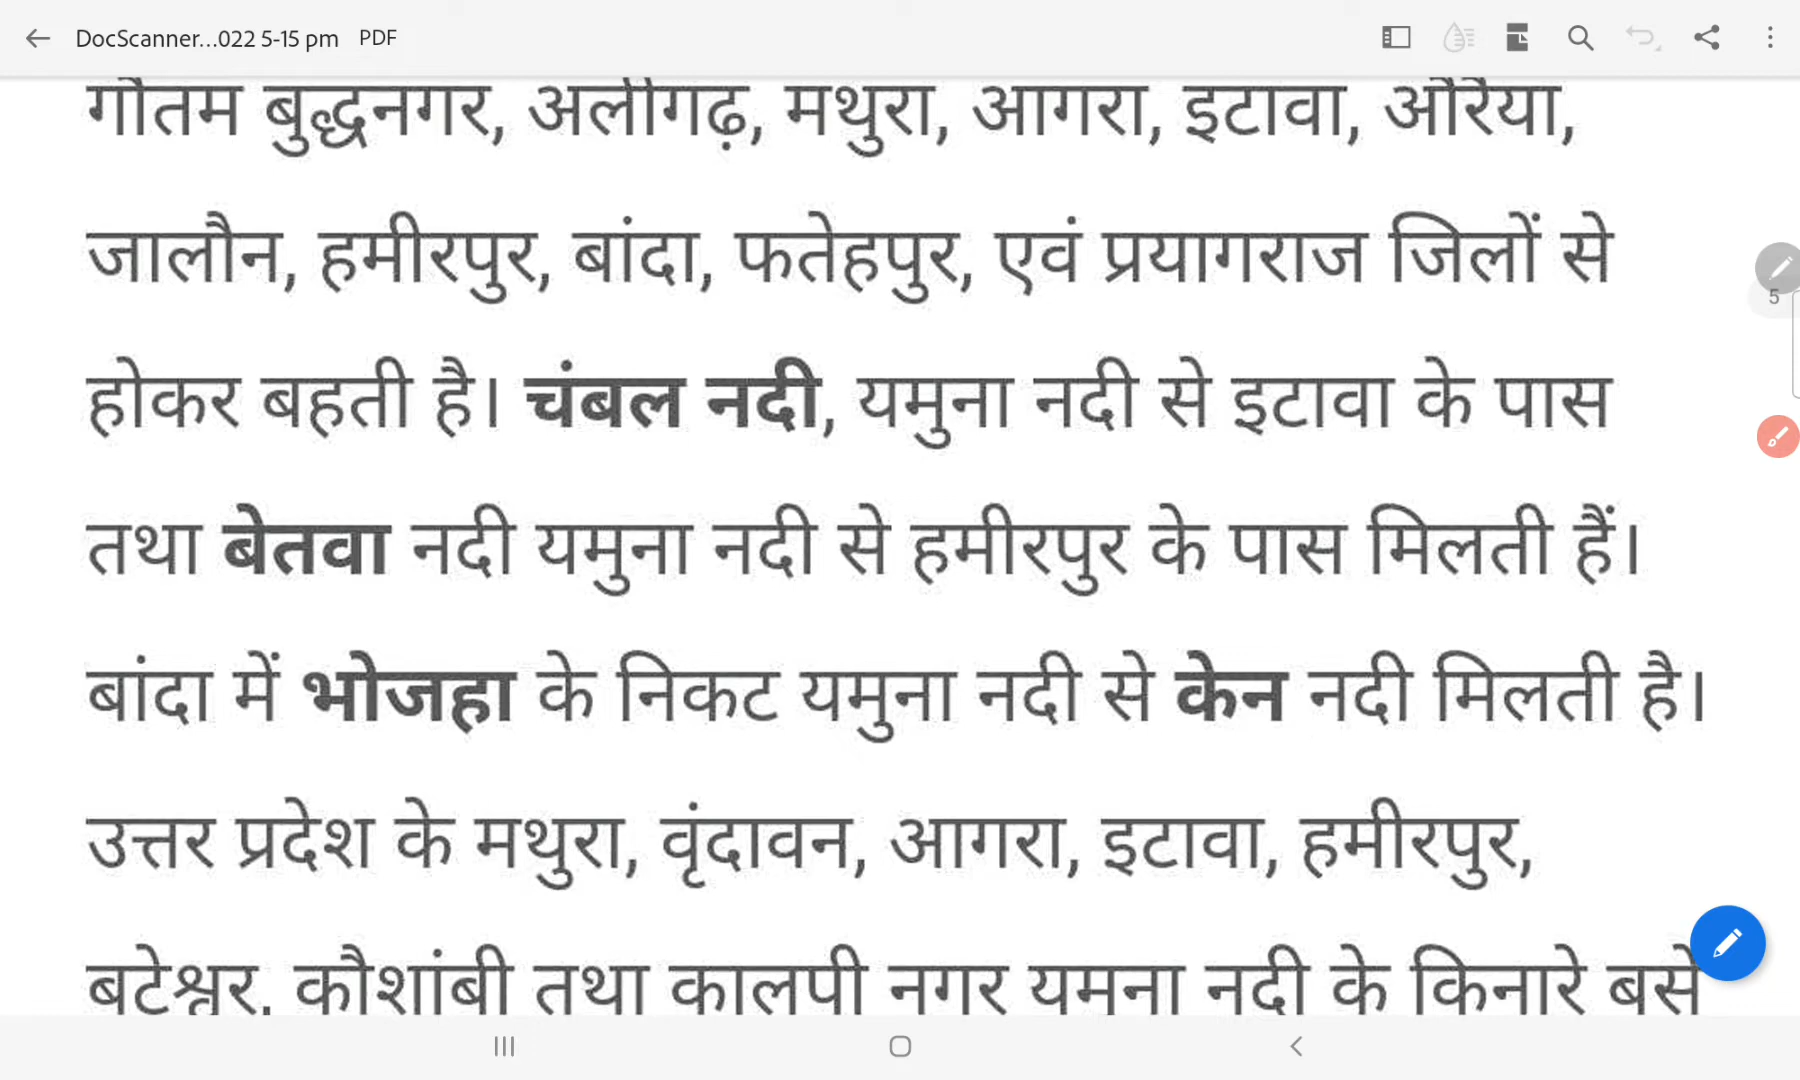 DocScanner...022 5-15 pm PDF
गौतम बुद्धनगर, अलीगढ़, मथुरा, आगरा, इटावा, औरैया,
जालौन, हमीरपुर, बांदा, फतेहपुर, एवं प्रयागराज जिलों से
5
होकर बहती है। चंबल नदी, यमुना नदी से इटावा के पास
तथा बेतवा नदी यमुना नदी से हमीरपुर के पास मिलती हैं।
बांदा में भोजहा के निकट यमुना नदी से केन नदी मिलती है।
उत्तर प्रदेश के मथुरा, वृंदावन, आगरा, इटावा, हमीरपुर,
बटेश्वर, कौशांबी तथा कालपी नगर यमुना नदी के किनारे बसे